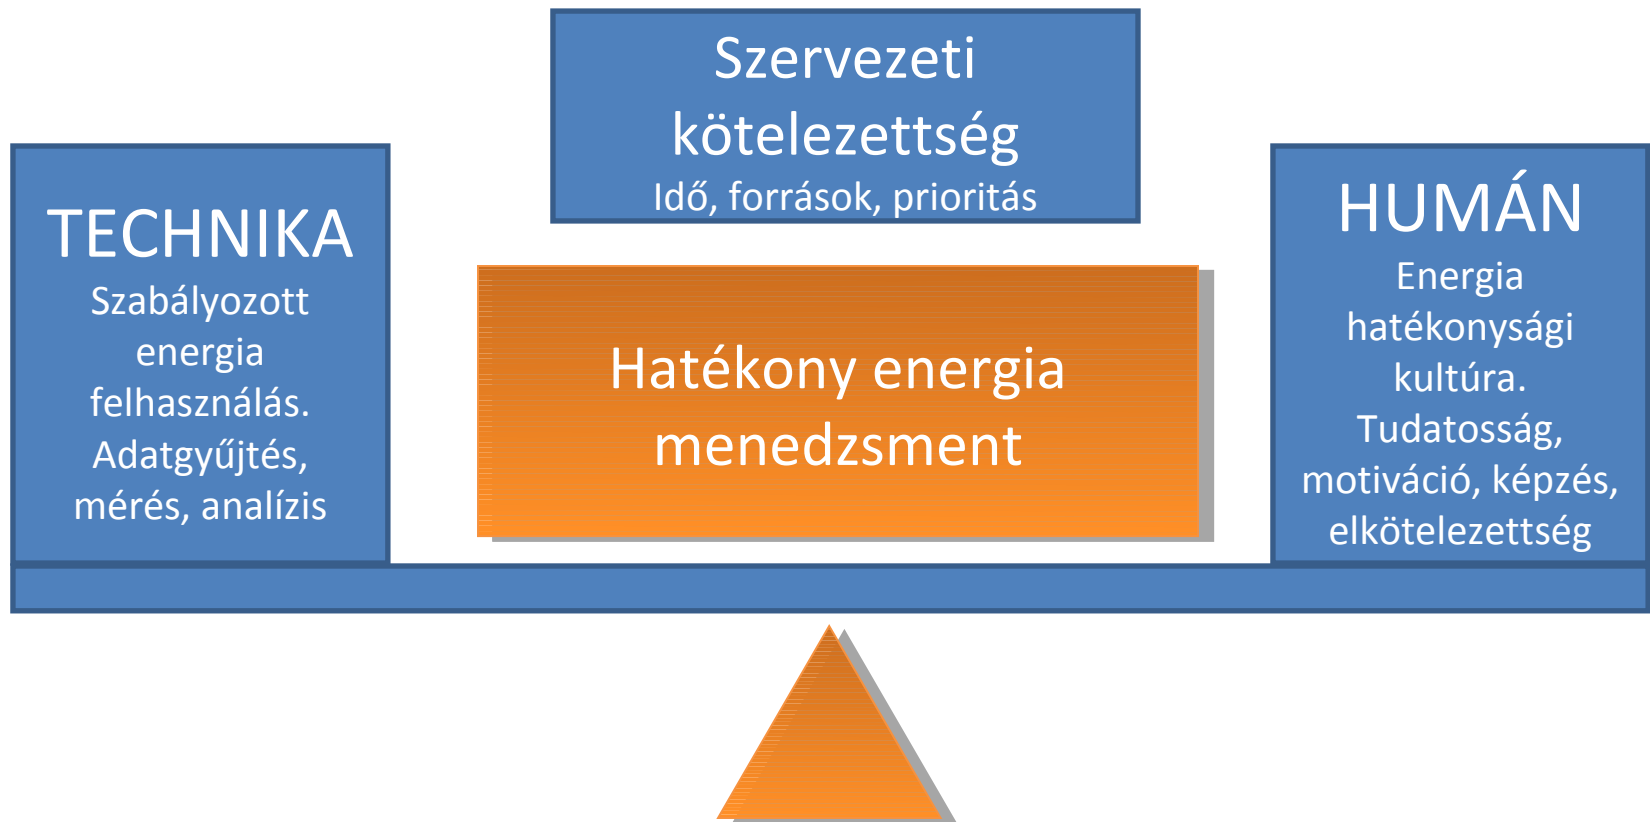 Szervezeti
kötelezettség
Idő, források, prioritás
TECHNIKA
Szabályozott
energia
felhasználás.
Adatgyűjtés,
mérés, analízis
Hatékony energia
menedzsment
HUMÁN
Energia
hatékonysági
kultúra.
Tudatosság,
motiváció, képzés,
elkötelezettség